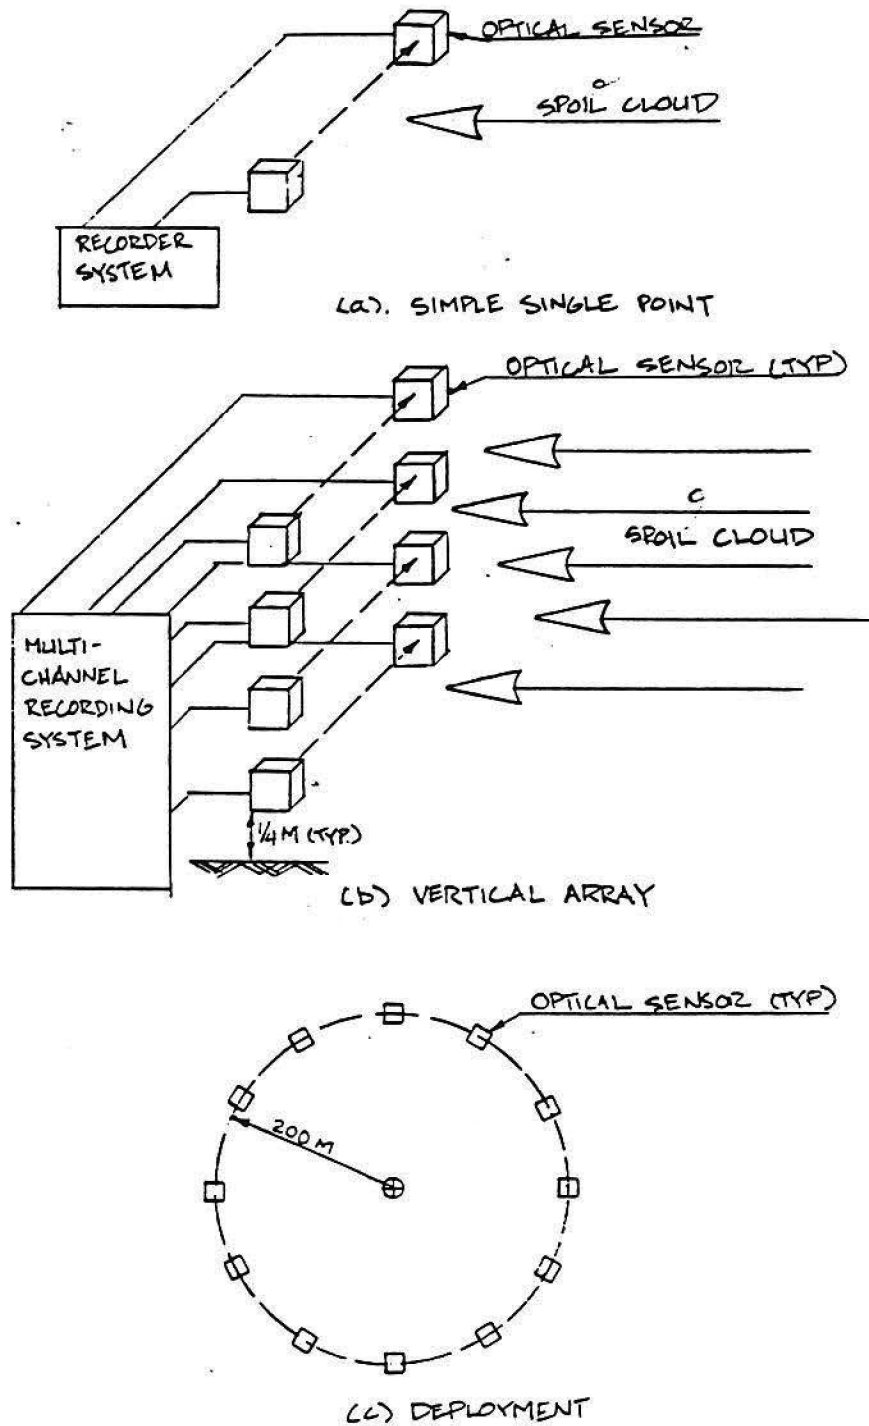 OPTICAL SENSOR
SPOIL CLOUD
RECORDER
SYSTEM
(a). SIMPLE SINGLE POINT
OPTICAL SENSOR (TYP)
C
SPOIL CLOUD
MULTI-
CHANNEL
RECORDING
SYSTEM
1/4 M (TYP.)
(b) VERTICAL ARRAY
OPTICAL SENSOR (TYP)
200 M
(c) DEPLOYMENT